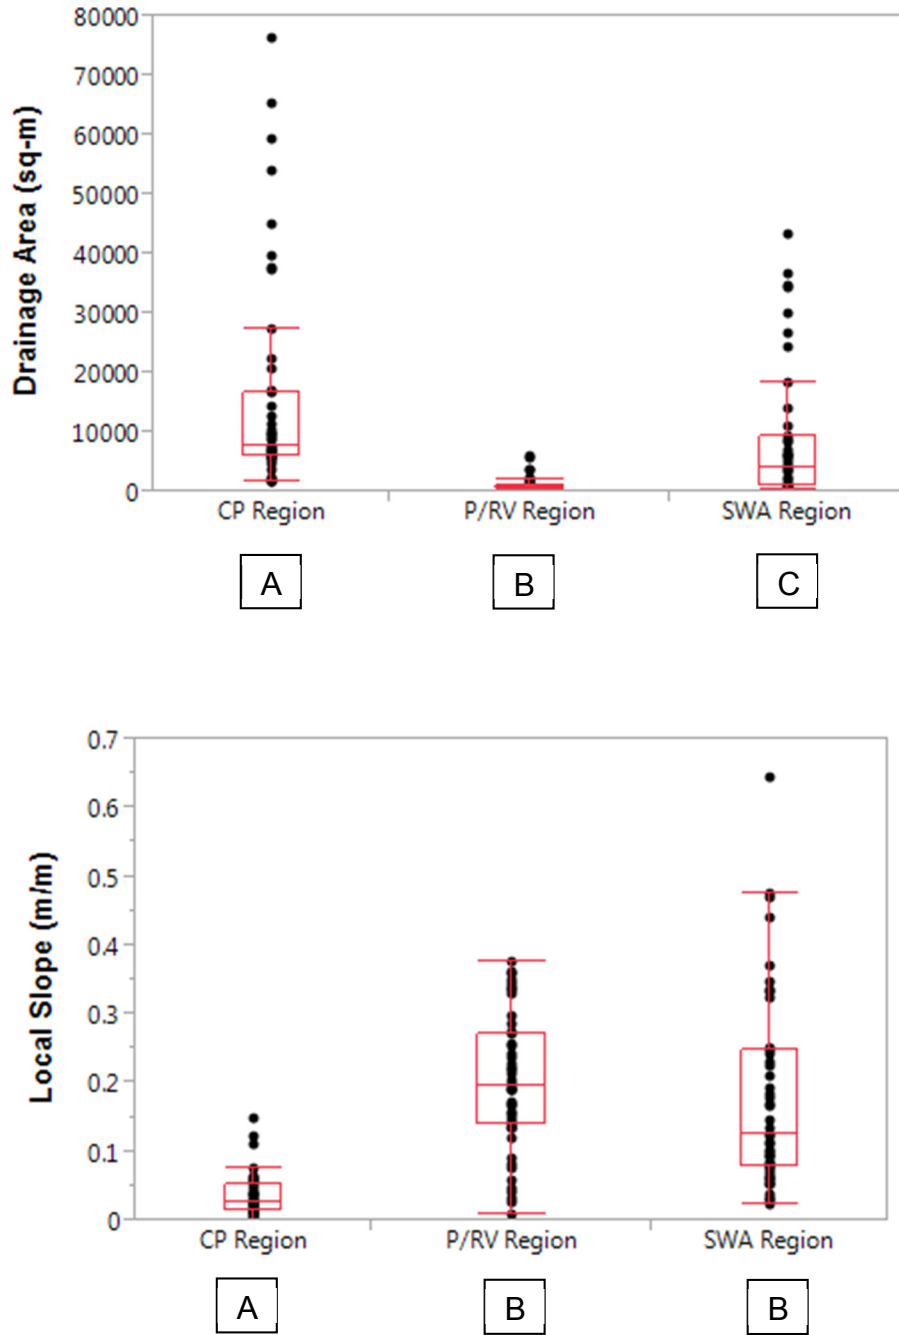 Drainage Area (sq-m)
80000
70000
60000
50000
40000
30000
20000
10000
0
CP Region P/RV Region SWA Region
A B C
Local Slope (m/m)
0.7
0.6
0.5
0.4
0.3
0.2
0.1
0
CP Region P/RV Region SWA Region
A B B